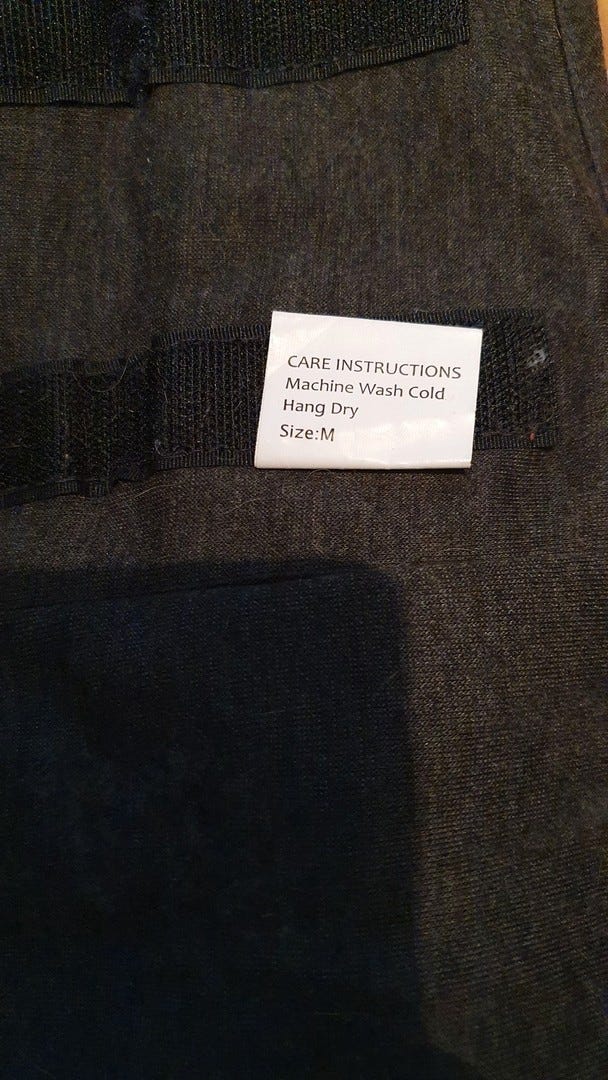 CARE INSTRUCTIONS
Machine Wash Cold
Hang Dry
Size:M